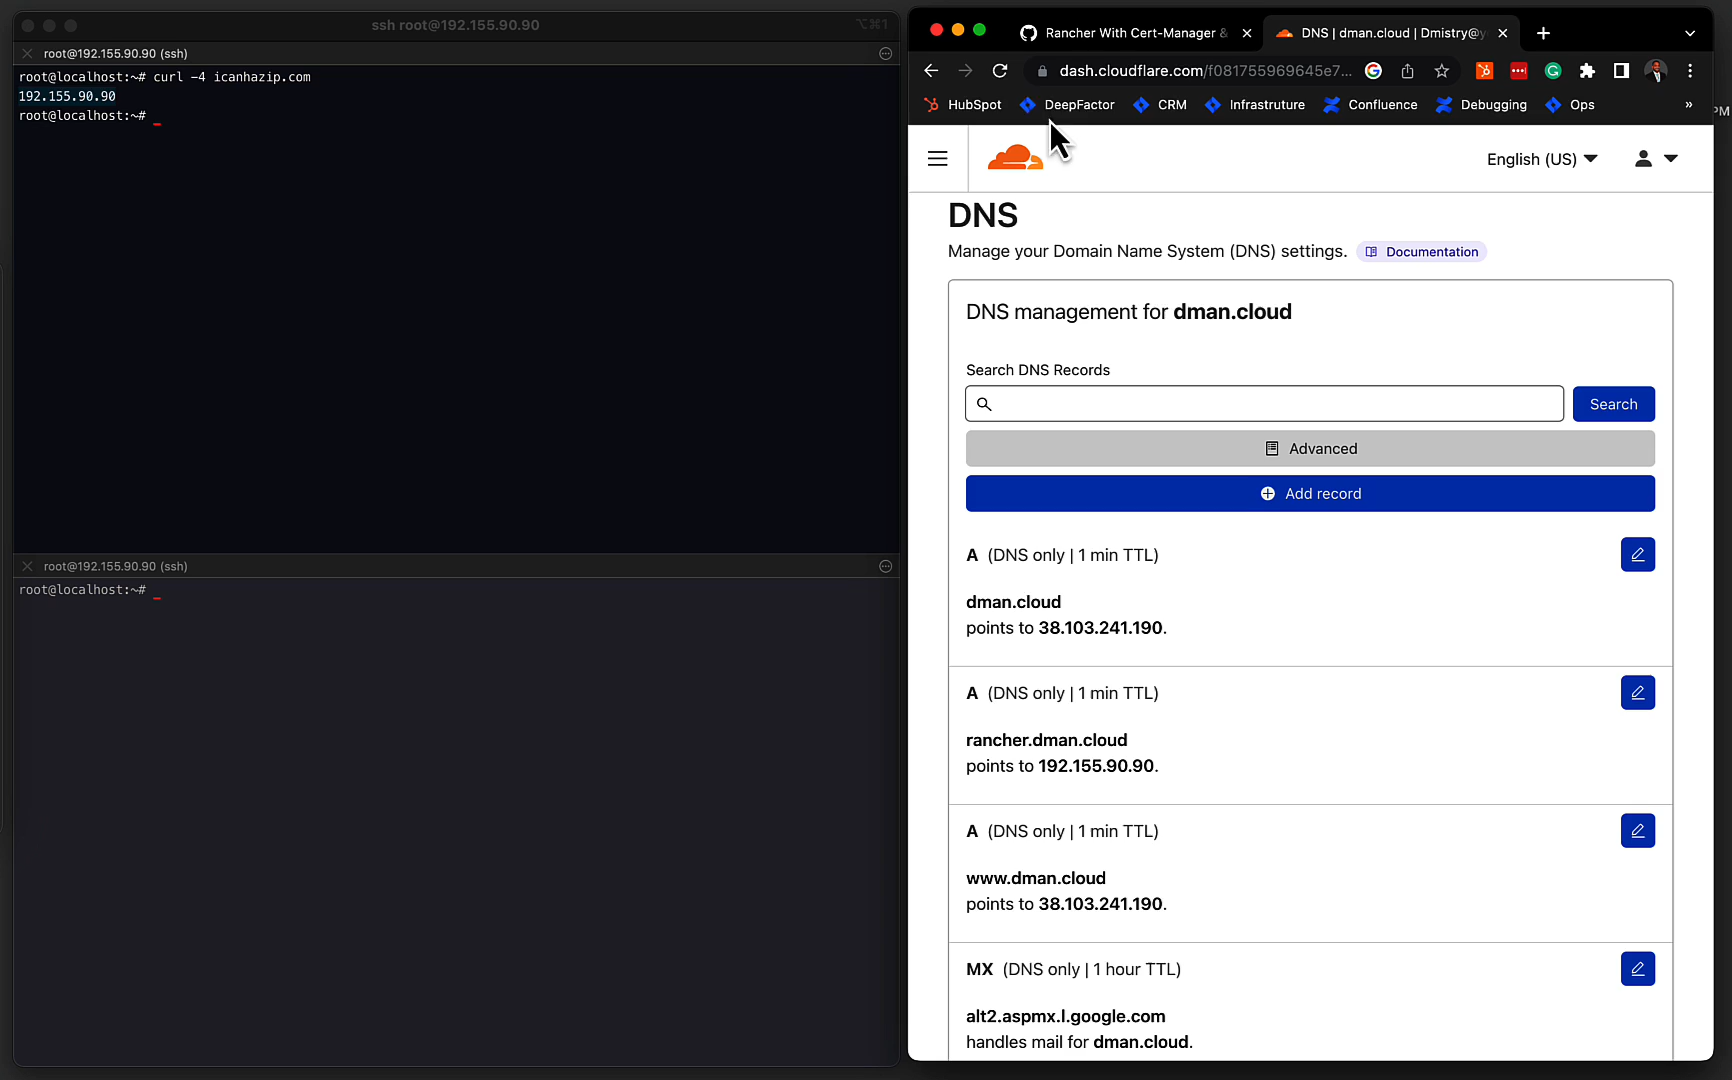 ssh root@192.155.90.90
⌥⌘1
root@192.155.90.90 (ssh)
root@localhost:~# curl -4 icanhazip.com
192.155.90.90
root@localhost:~#
root@192.155.90.90 (ssh)
root@localhost:~#
Rancher With Cert-Manager &
DNS | dman.cloud | Dmistry@y
dash.cloudflare.com/f081755969645e7...
HubSpot
DeepFactor
CRM
Infrastruture
Confluence
Debugging
Ops
»
PM
English (US)
DNS
Manage your Domain Name System (DNS) settings. Documentation
DNS management for dman.cloud
Search DNS Records
Search
Advanced
Add record
A (DNS only | 1 min TTL)
dman.cloud
points to 38.103.241.190.
A (DNS only | 1 min TTL)
rancher.dman.cloud
points to 192.155.90.90.
A (DNS only | 1 min TTL)
www.dman.cloud
points to 38.103.241.190.
MX (DNS only | 1 hour TTL)
alt2.aspmx.l.google.com
handles mail for dman.cloud.